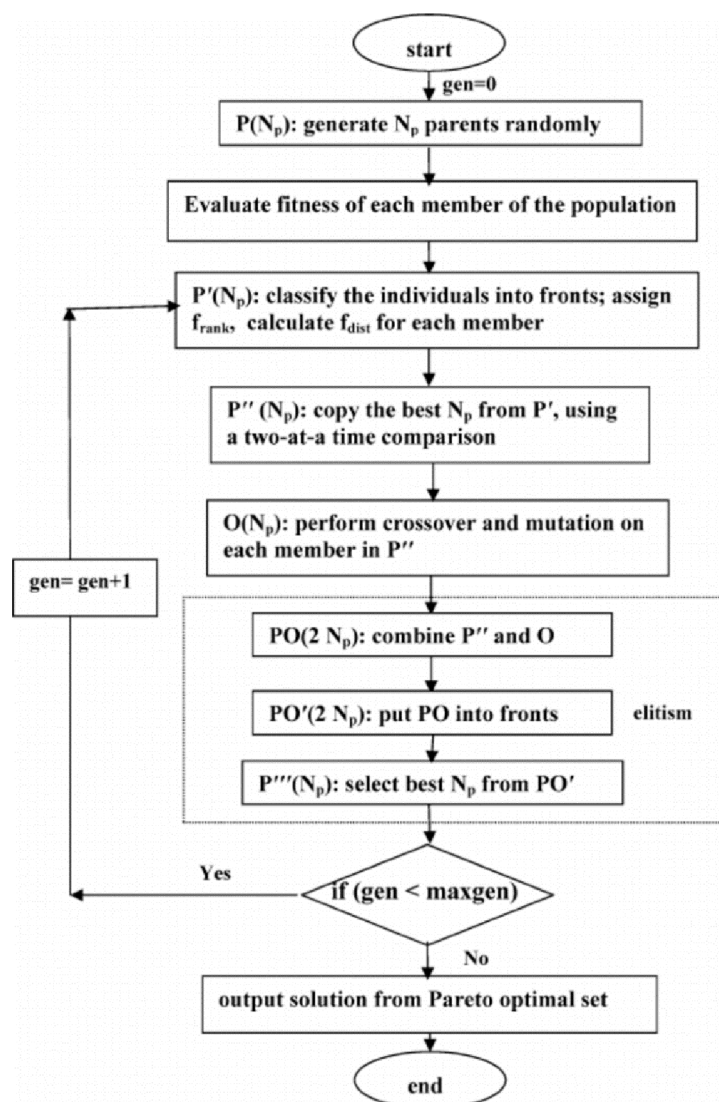 start
gen=0
P(Nₚ): generate Nₚ parents randomly
Evaluate fitness of each member of the population
P′(Nₚ): classify the individuals into fronts; assign
f_rank, calculate f_dist for each member
P″ (Nₚ): copy the best Nₚ from P′, using
a two-at-a time comparison
O(Nₚ): perform crossover and mutation on
each member in P″
gen= gen+1
PO(2 Nₚ): combine P″ and O
PO′(2 Nₚ): put PO into fronts
elitism
P‴(Nₚ): select best Nₚ from PO′
Yes
if (gen < maxgen)
No
output solution from Pareto optimal set
end